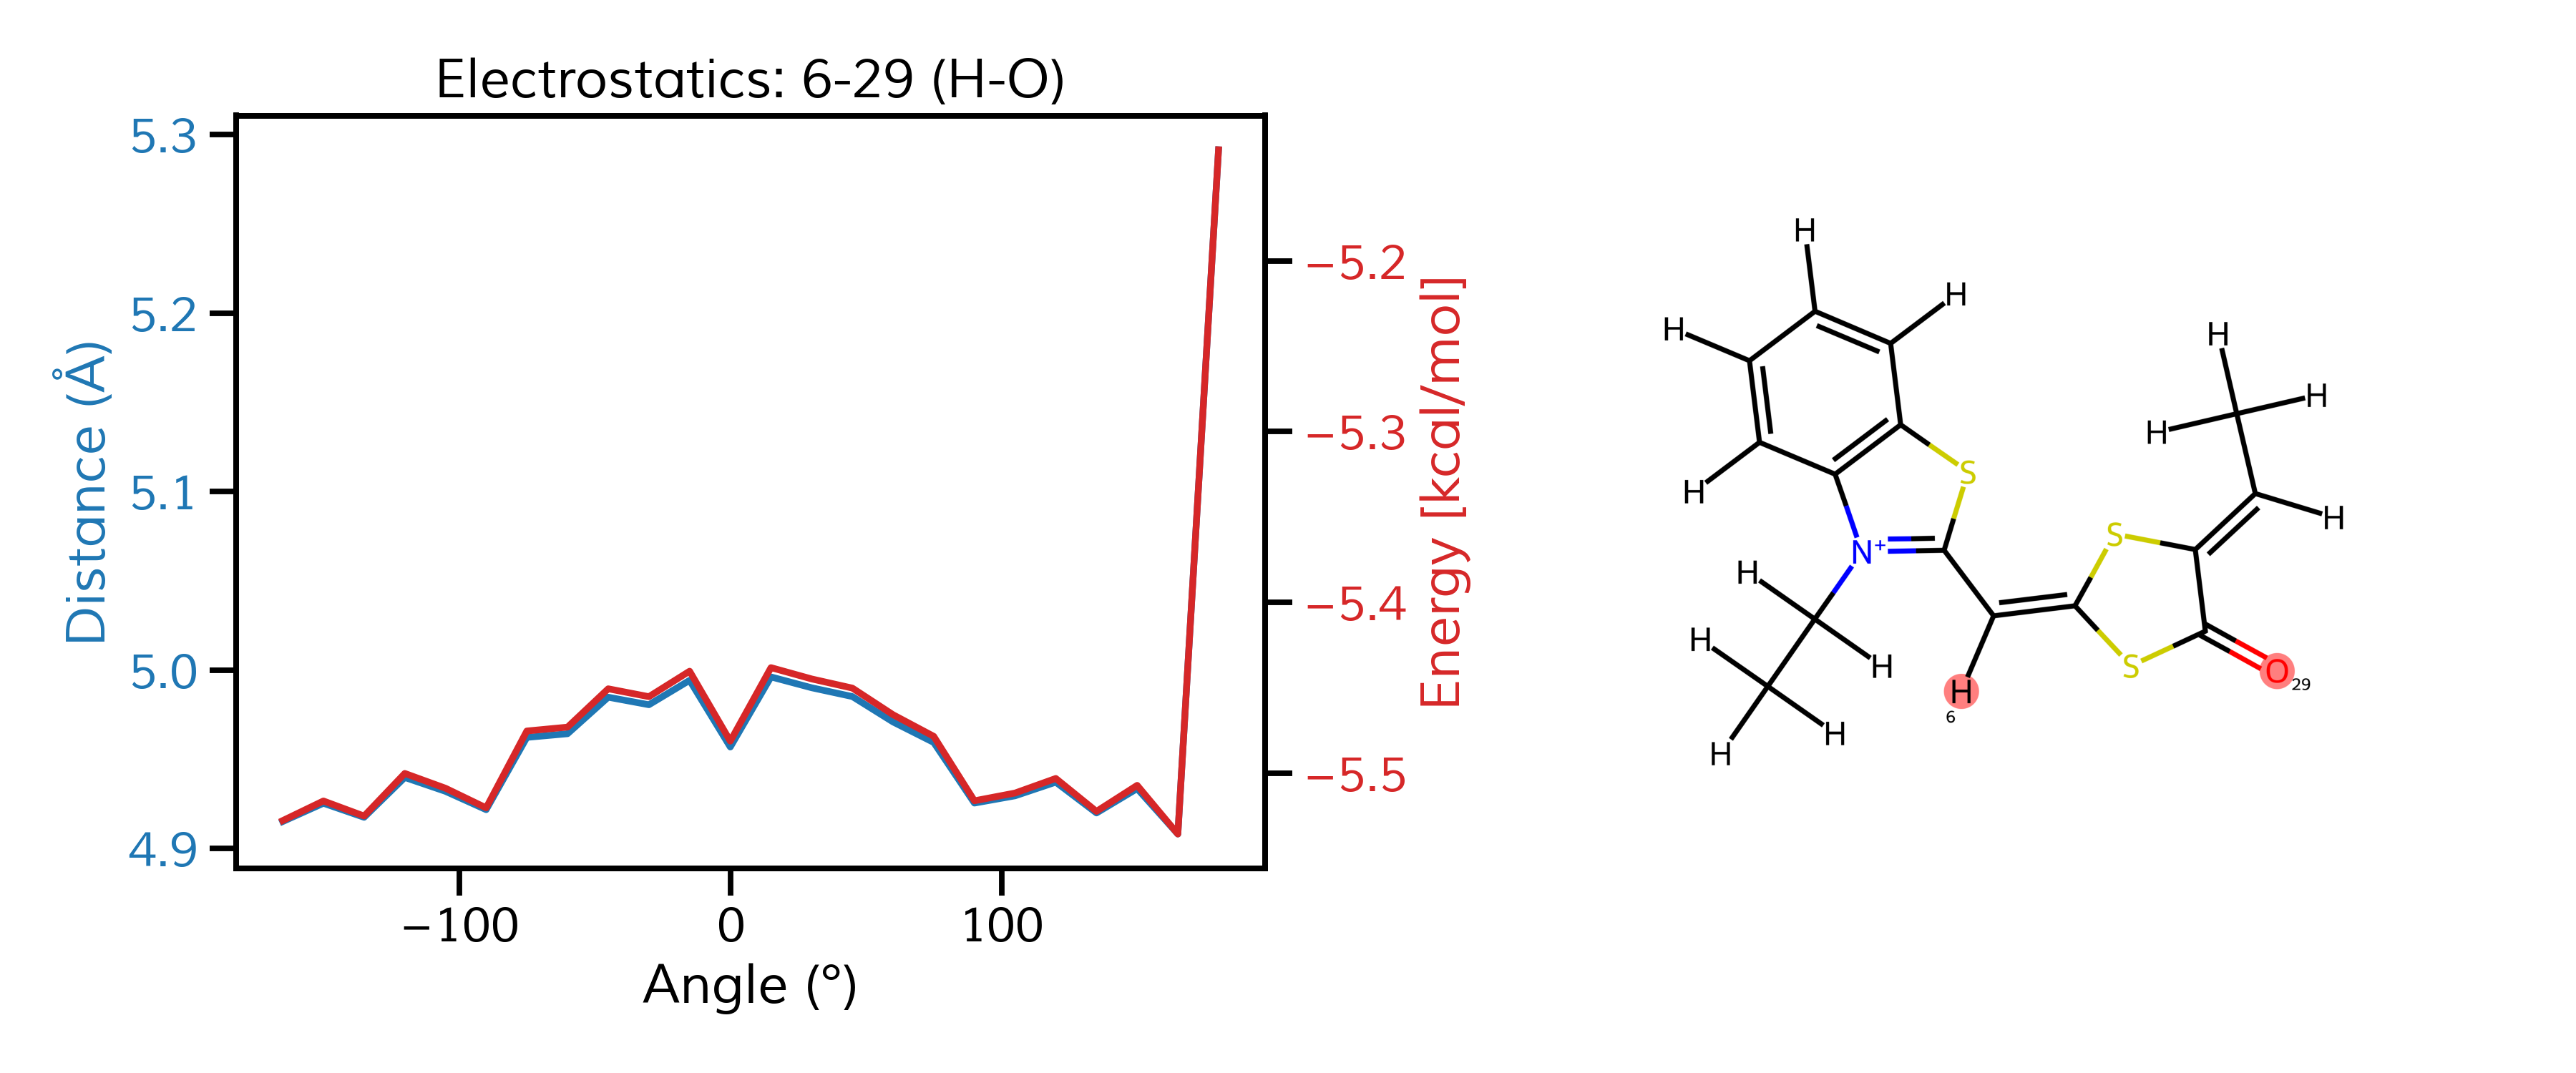 Electrostatics: 6-29 (H-O)
5.3
5.2
5.1
5.0
4.9
Distance (Å)
−100
0
100
Angle (°)
−5.2
−5.3
−5.4
−5.5
Energy [kcal/mol]
H
H
H
H
H
H
H
S
H
S
H
N+
H
H
H
S
O
29
H
6
H
H